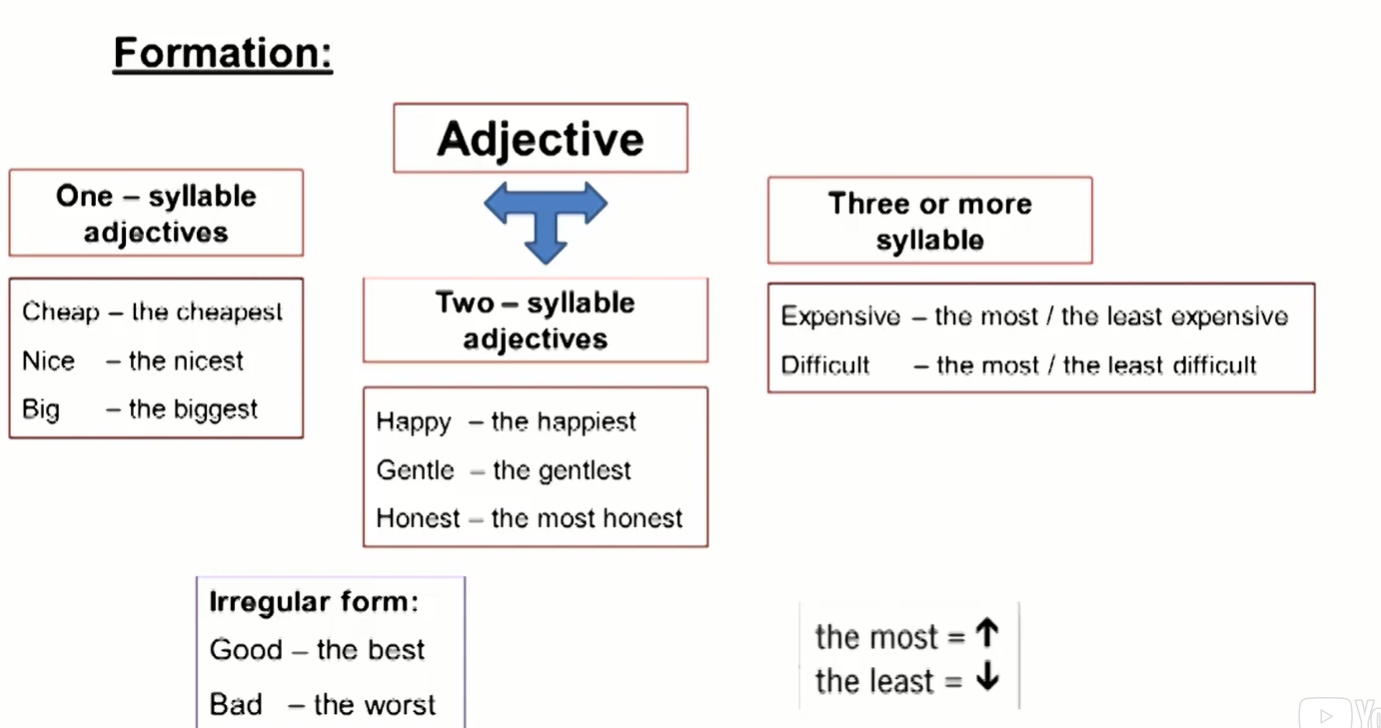 Formation:
Adjective
One – syllable
adjectives
Cheap – the cheapest
Nice – the nicest
Big – the biggest
Two – syllable
adjectives
Happy – the happiest
Gentle – the gentlest
Honest – the most honest
Three or more
syllable
Expensive – the most / the least expensive
Difficult – the most / the least difficult
Irregular form:
Good – the best
Bad – the worst
the most = ↑
the least = ↓